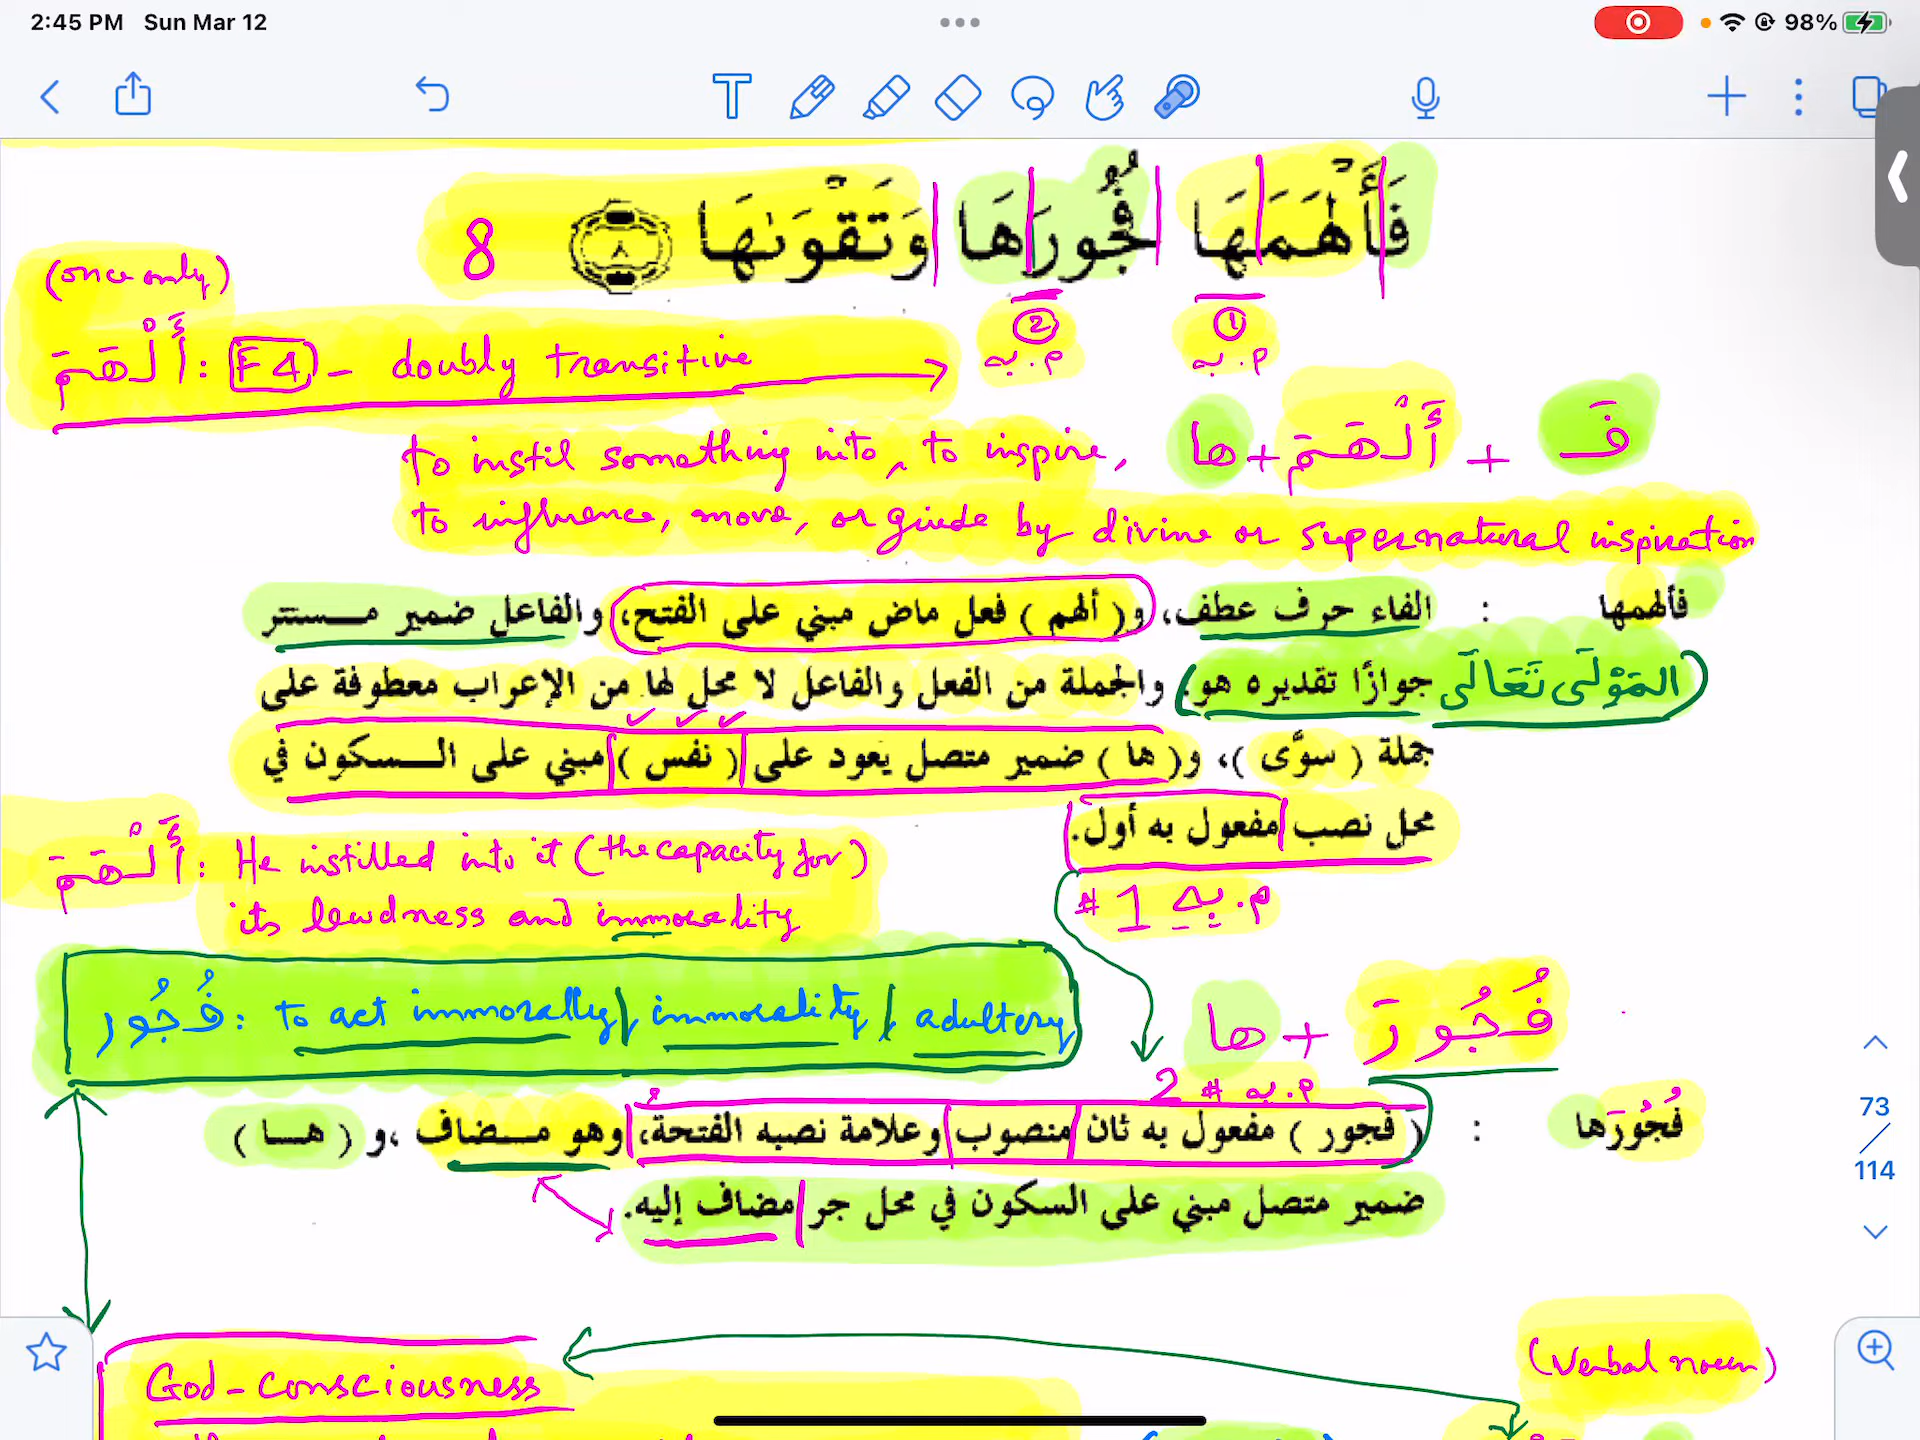 2:45 PM Sun Mar 12
98%
فَأَلْهَمَهَا فُجُورَهَا وَتَقْوَىٰهَا ٨ 8
(once only)
أَلْهَمَ: F4 - doubly transitive
① م.به
② م.به
فَ + أَلْهَمَ + ها
to instil something into, to inspire,
to influence, move, or guide by divine or supernatural inspiration
فألهمها : الفاء حرف عطف، و( ألهم ) فعل ماض مبني على الفتح، والفاعل ضمير مستتر
جوازًا تقديره هو. والجملة من الفعل والفاعل لا محل لها من الإعراب معطوفة على
(المَوْلَى تَعَالَى
جملة ( سوَّى )، و( ها ) ضمير متصل يعود على ( نفس ) مبني على السكون في
محل نصب مفعول به أول.
م.به 1 #
أَلْهَمَ: He instilled into it (the capacity for)
its lewdness and immorality
فُجُور: to act immorally / immorality / adultery
فُجُورَ + ها
م.به # 2
فُجُوْرَها : ( فجور ) مفعول به ثان منصوب وعلامة نصبه الفتحة، وهو مضاف ،و ( ها )
ضمير متصل مبني على السكون في محل جر مضاف إليه.
73
114
(Verbal noun)
God-consciousness